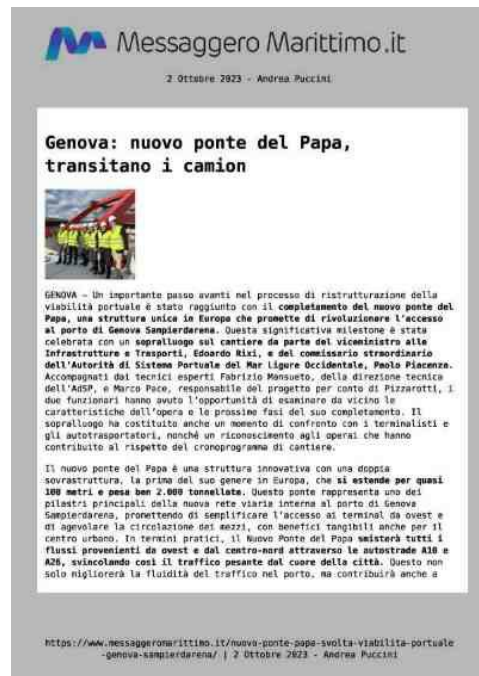 Messaggero Marittimo.it
2 Ottobre 2023 - Andrea Puccini
Genova: nuovo ponte del Papa,
transitano i camion
GENOVA – Un importante passo avanti nel processo di ristrutturazione della
viabilità portuale è stato raggiunto con il completamento del nuovo ponte del
Papa, una struttura unica in Europa che promette di rivoluzionare l'accesso
al porto di Genova Sampierdarena. Questa significativa milestone è stata
celebrata con un sopralluogo sul cantiere da parte del viceministro alle
Infrastrutture e Trasporti, Edoardo Rixi, e del commissario straordinario
dell'Autorità di Sistema Portuale del Mar Ligure Occidentale, Paolo Piacenza.
Accompagnati dai tecnici esperti Fabrizio Mansueto, della direzione tecnica
dell'AdSP, e Marco Pace, responsabile del progetto per conto di Pizzarotti, i
due funzionari hanno avuto l'opportunità di esaminare da vicino le
caratteristiche dell'opera e le prossime fasi del suo completamento. Il
sopralluogo ha costituito anche un momento di confronto con i terminalisti e
gli autotrasportatori, nonché un riconoscimento agli operai che hanno
contribuito al rispetto del cronoprogramma di cantiere.
Il nuovo ponte del Papa è una struttura innovativa con una doppia
sovrastruttura, la prima del suo genere in Europa, che si estende per quasi
100 metri e pesa ben 2.000 tonnellate. Questo ponte rappresenta uno dei
pilastri principali della nuova rete viaria interna al porto di Genova
Sampierdarena, promettendo di semplificare l'accesso ai terminal da ovest e
di agevolare la circolazione dei mezzi, con benefici tangibili anche per il
centro urbano. In termini pratici, il Nuovo Ponte del Papa smisterà tutti i
flussi provenienti da ovest e dal centro-nord attraverso le autostrade A10 e
A26, svincolando così il traffico pesante dal cuore della città. Questo non
solo migliorerà la fluidità del traffico nel porto, ma contribuirà anche a
https://www.messaggeromarittimo.it/nuovo-ponte-papa-svolta-viabilita-portuale
-genova-sampierdarena/ | 2 Ottobre 2023 - Andrea Puccini